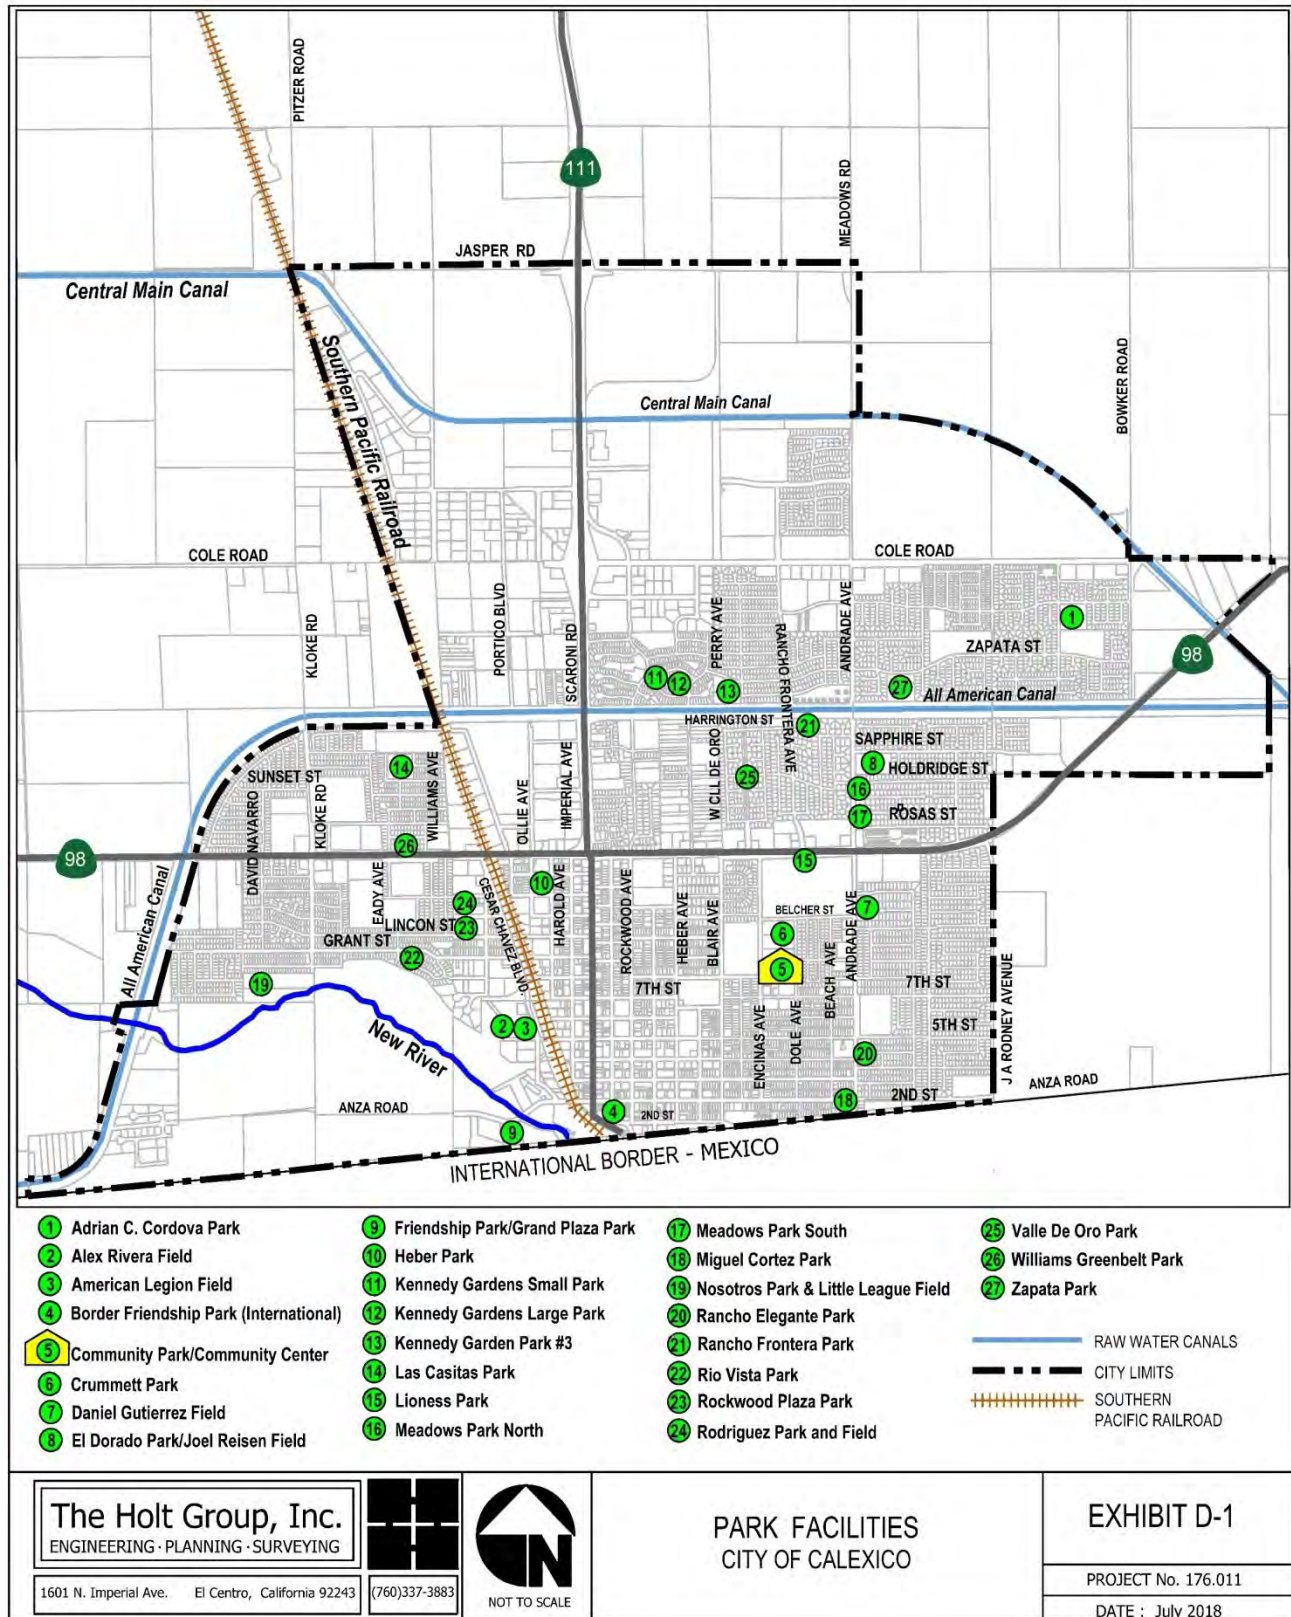 PITZER ROAD
111
MEADOWS RD
JASPER RD
Central Main Canal
Southern Pacific Railroad
Central Main Canal
BOWKER ROAD
COLE ROAD
COLE ROAD
KLOKE RD
PORTICO BLVD
SCARONI RD
PERRY AVE
RANCHO FRONTERA AVE
ANDRADE AVE
1
ZAPATA ST
98
11
12
13
27
All American Canal
HARRINGTON ST
21
SAPPHIRE ST
W CLL DE ORO
8
HOLDRIDGE ST
SUNSET ST
14
WILLIAMS AVE
OLLIE AVE
IMPERIAL AVE
25
16
17
ROSAS ST
DAVID NAVARRO
KLOKE RD
26
98
15
All American Canal
EADY AVE
10
CESAR CHAVEZ BLVD.
HAROLD AVE
ROCKWOOD AVE
HEBER AVE
BLAIR AVE
BELCHER ST
7
ANDRADE AVE
24
LINCON ST
23
6
GRANT ST
22
5
19
7TH ST
BEACH AVE
7TH ST
J A RODNEY AVENUE
2
3
New River
ENCINAS AVE
DOLE AVE
5TH ST
20
ANZA ROAD
ANZA ROAD
4
2ND ST
18
2ND ST
9
INTERNATIONAL BORDER - MEXICO
1 Adrian C. Cordova Park
2 Alex Rivera Field
3 American Legion Field
4 Border Friendship Park (International)
5 Community Park/Community Center
6 Crummett Park
7 Daniel Gutierrez Field
8 El Dorado Park/Joel Reisen Field
9 Friendship Park/Grand Plaza Park
10 Heber Park
11 Kennedy Gardens Small Park
12 Kennedy Gardens Large Park
13 Kennedy Garden Park #3
14 Las Casitas Park
15 Lioness Park
16 Meadows Park North
17 Meadows Park South
18 Miguel Cortez Park
19 Nosotros Park & Little League Field
20 Rancho Elegante Park
21 Rancho Frontera Park
22 Rio Vista Park
23 Rockwood Plaza Park
24 Rodriguez Park and Field
25 Valle De Oro Park
26 Williams Greenbelt Park
27 Zapata Park
RAW WATER CANALS
CITY LIMITS
SOUTHERN
PACIFIC RAILROAD
The Holt Group, Inc.
ENGINEERING · PLANNING · SURVEYING
1601 N. Imperial Ave. El Centro, California 92243
(760)337-3883
N
NOT TO SCALE
PARK FACILITIES
CITY OF CALEXICO
EXHIBIT D-1
PROJECT No. 176.011
DATE : July 2018